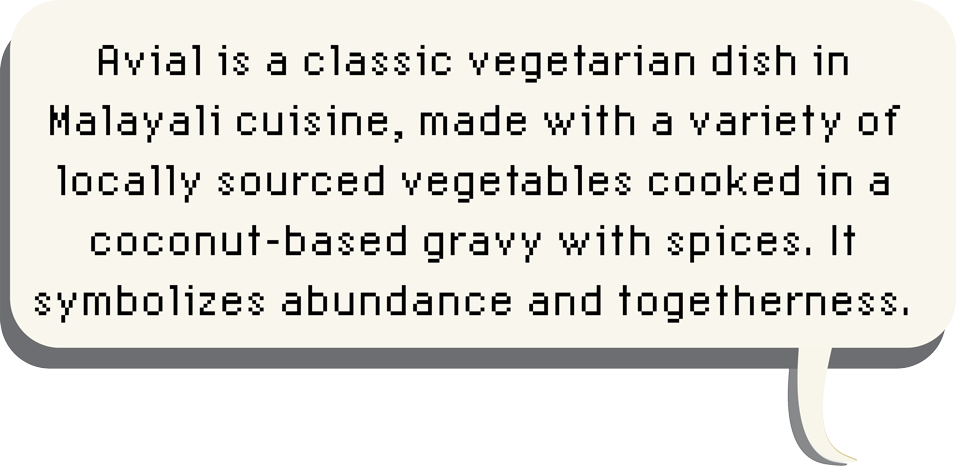 Avial is a classic vegetarian dish in
Malayali cuisine, made with a variety of
locally sourced vegetables cooked in a
coconut-based gravy with spices. It
symbolizes abundance and togetherness.